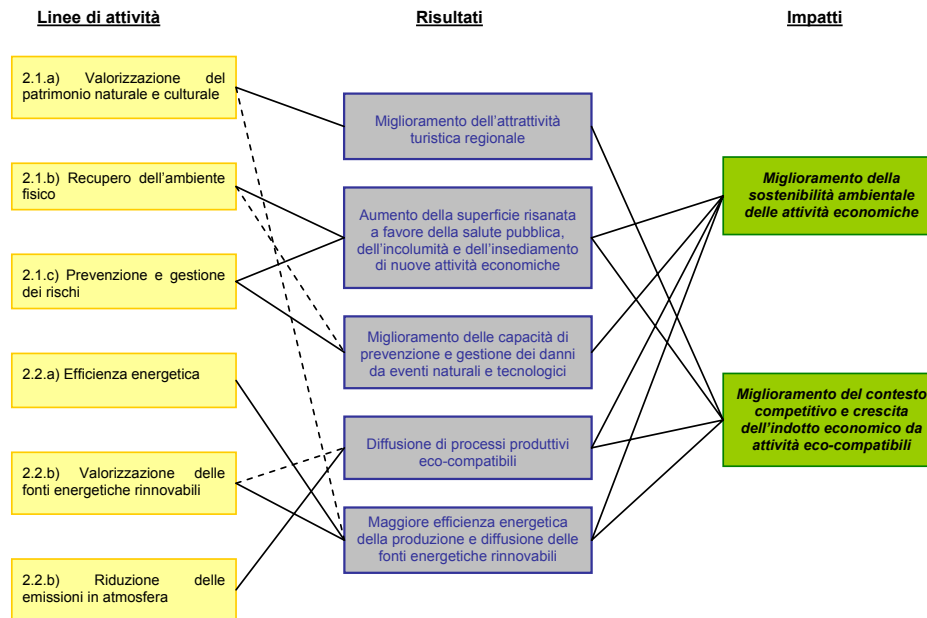 Linee di attività
Risultati
Impatti
2.1.a) Valorizzazione del
patrimonio naturale e culturale
2.1.b) Recupero dell'ambiente
fisico
2.1.c) Prevenzione e gestione
dei rischi
2.2.a) Efficienza energetica
2.2.b) Valorizzazione delle
fonti energetiche rinnovabili
2.2.b) Riduzione delle
emissioni in atmosfera
Miglioramento dell'attrattività
turistica regionale
Aumento della superficie risanata
a favore della salute pubblica,
dell'incolumità e dell'insediamento
di nuove attività economiche
Miglioramento delle capacità di
prevenzione e gestione dei danni
da eventi naturali e tecnologici
Diffusione di processi produttivi
eco-compatibili
Maggiore efficienza energetica
della produzione e diffusione delle
fonti energetiche rinnovabili
Miglioramento della
sostenibilità ambientale
delle attività economiche
Miglioramento del contesto
competitivo e crescita
dell'indotto economico da
attività eco-compatibili